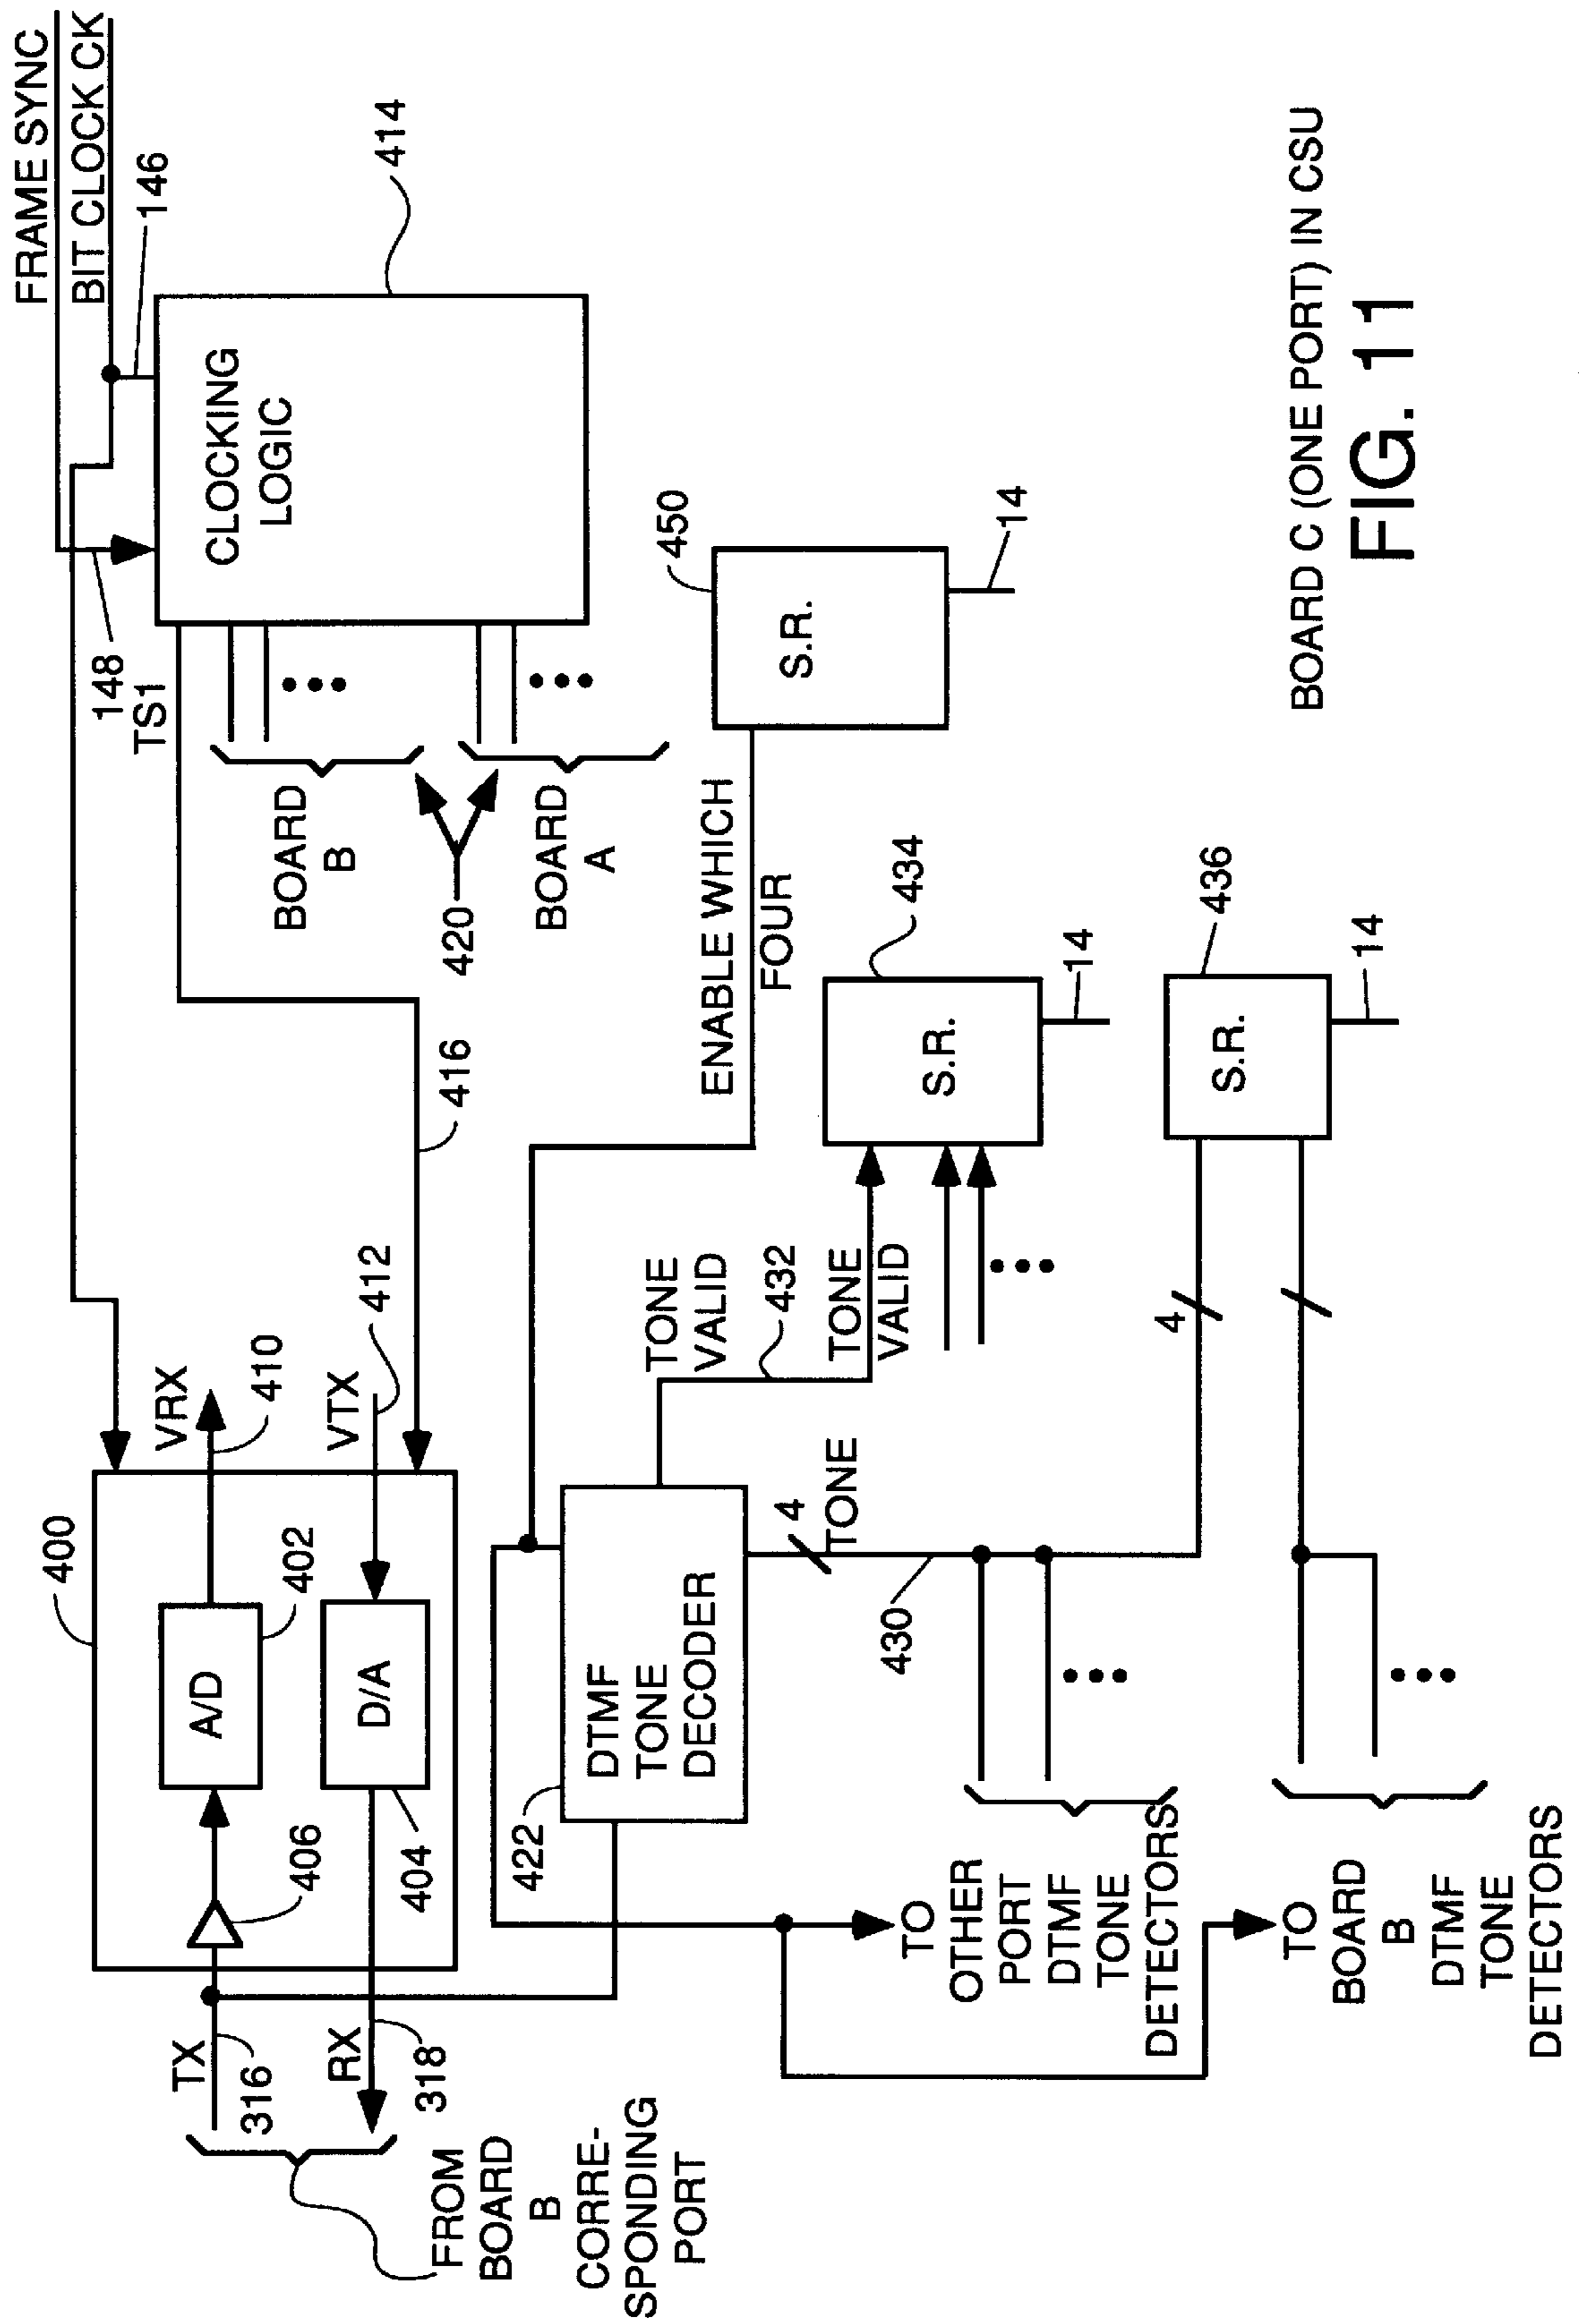 FRAME SYNC
BIT CLOCK CK
146
414
148
TS1
CLOCKING
LOGIC
BOARD
B
420
BOARD
A
400
VRX
410
402
A/D
VTX
412
416
D/A
404
406
TX
316
RX
318
FROM
BOARD
B
CORRE-
SPONDING
PORT
422
DTMF
TONE
DECODER
ENABLE WHICH
FOUR
450
S.R.
14
TONE
VALID
432
TONE
VALID
434
S.R.
14
4
TONE
430
4
436
S.R.
14
TO
OTHER
PORT
DTMF
TONE
DETECTORS
TO
BOARD
B
DTMF
TONE
DETECTORS
BOARD C (ONE PORT) IN CSU
FIG. 11